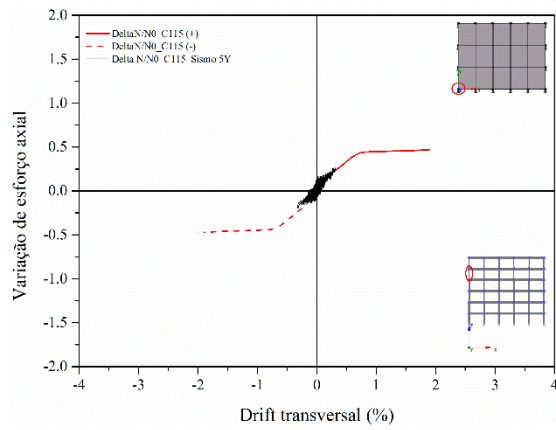 DeltaN/N0_C115 (+)
DeltaN/N0_C115 (-)
Delta N/N0_C115 Sismo 5Y
2.0
1.5
1.0
0.5
0.0
-0.5
-1.0
-1.5
-2.0
Variação de esforço axial
-4 -3 -2 -1 0 1 2 3 4
Drift transversal (%)